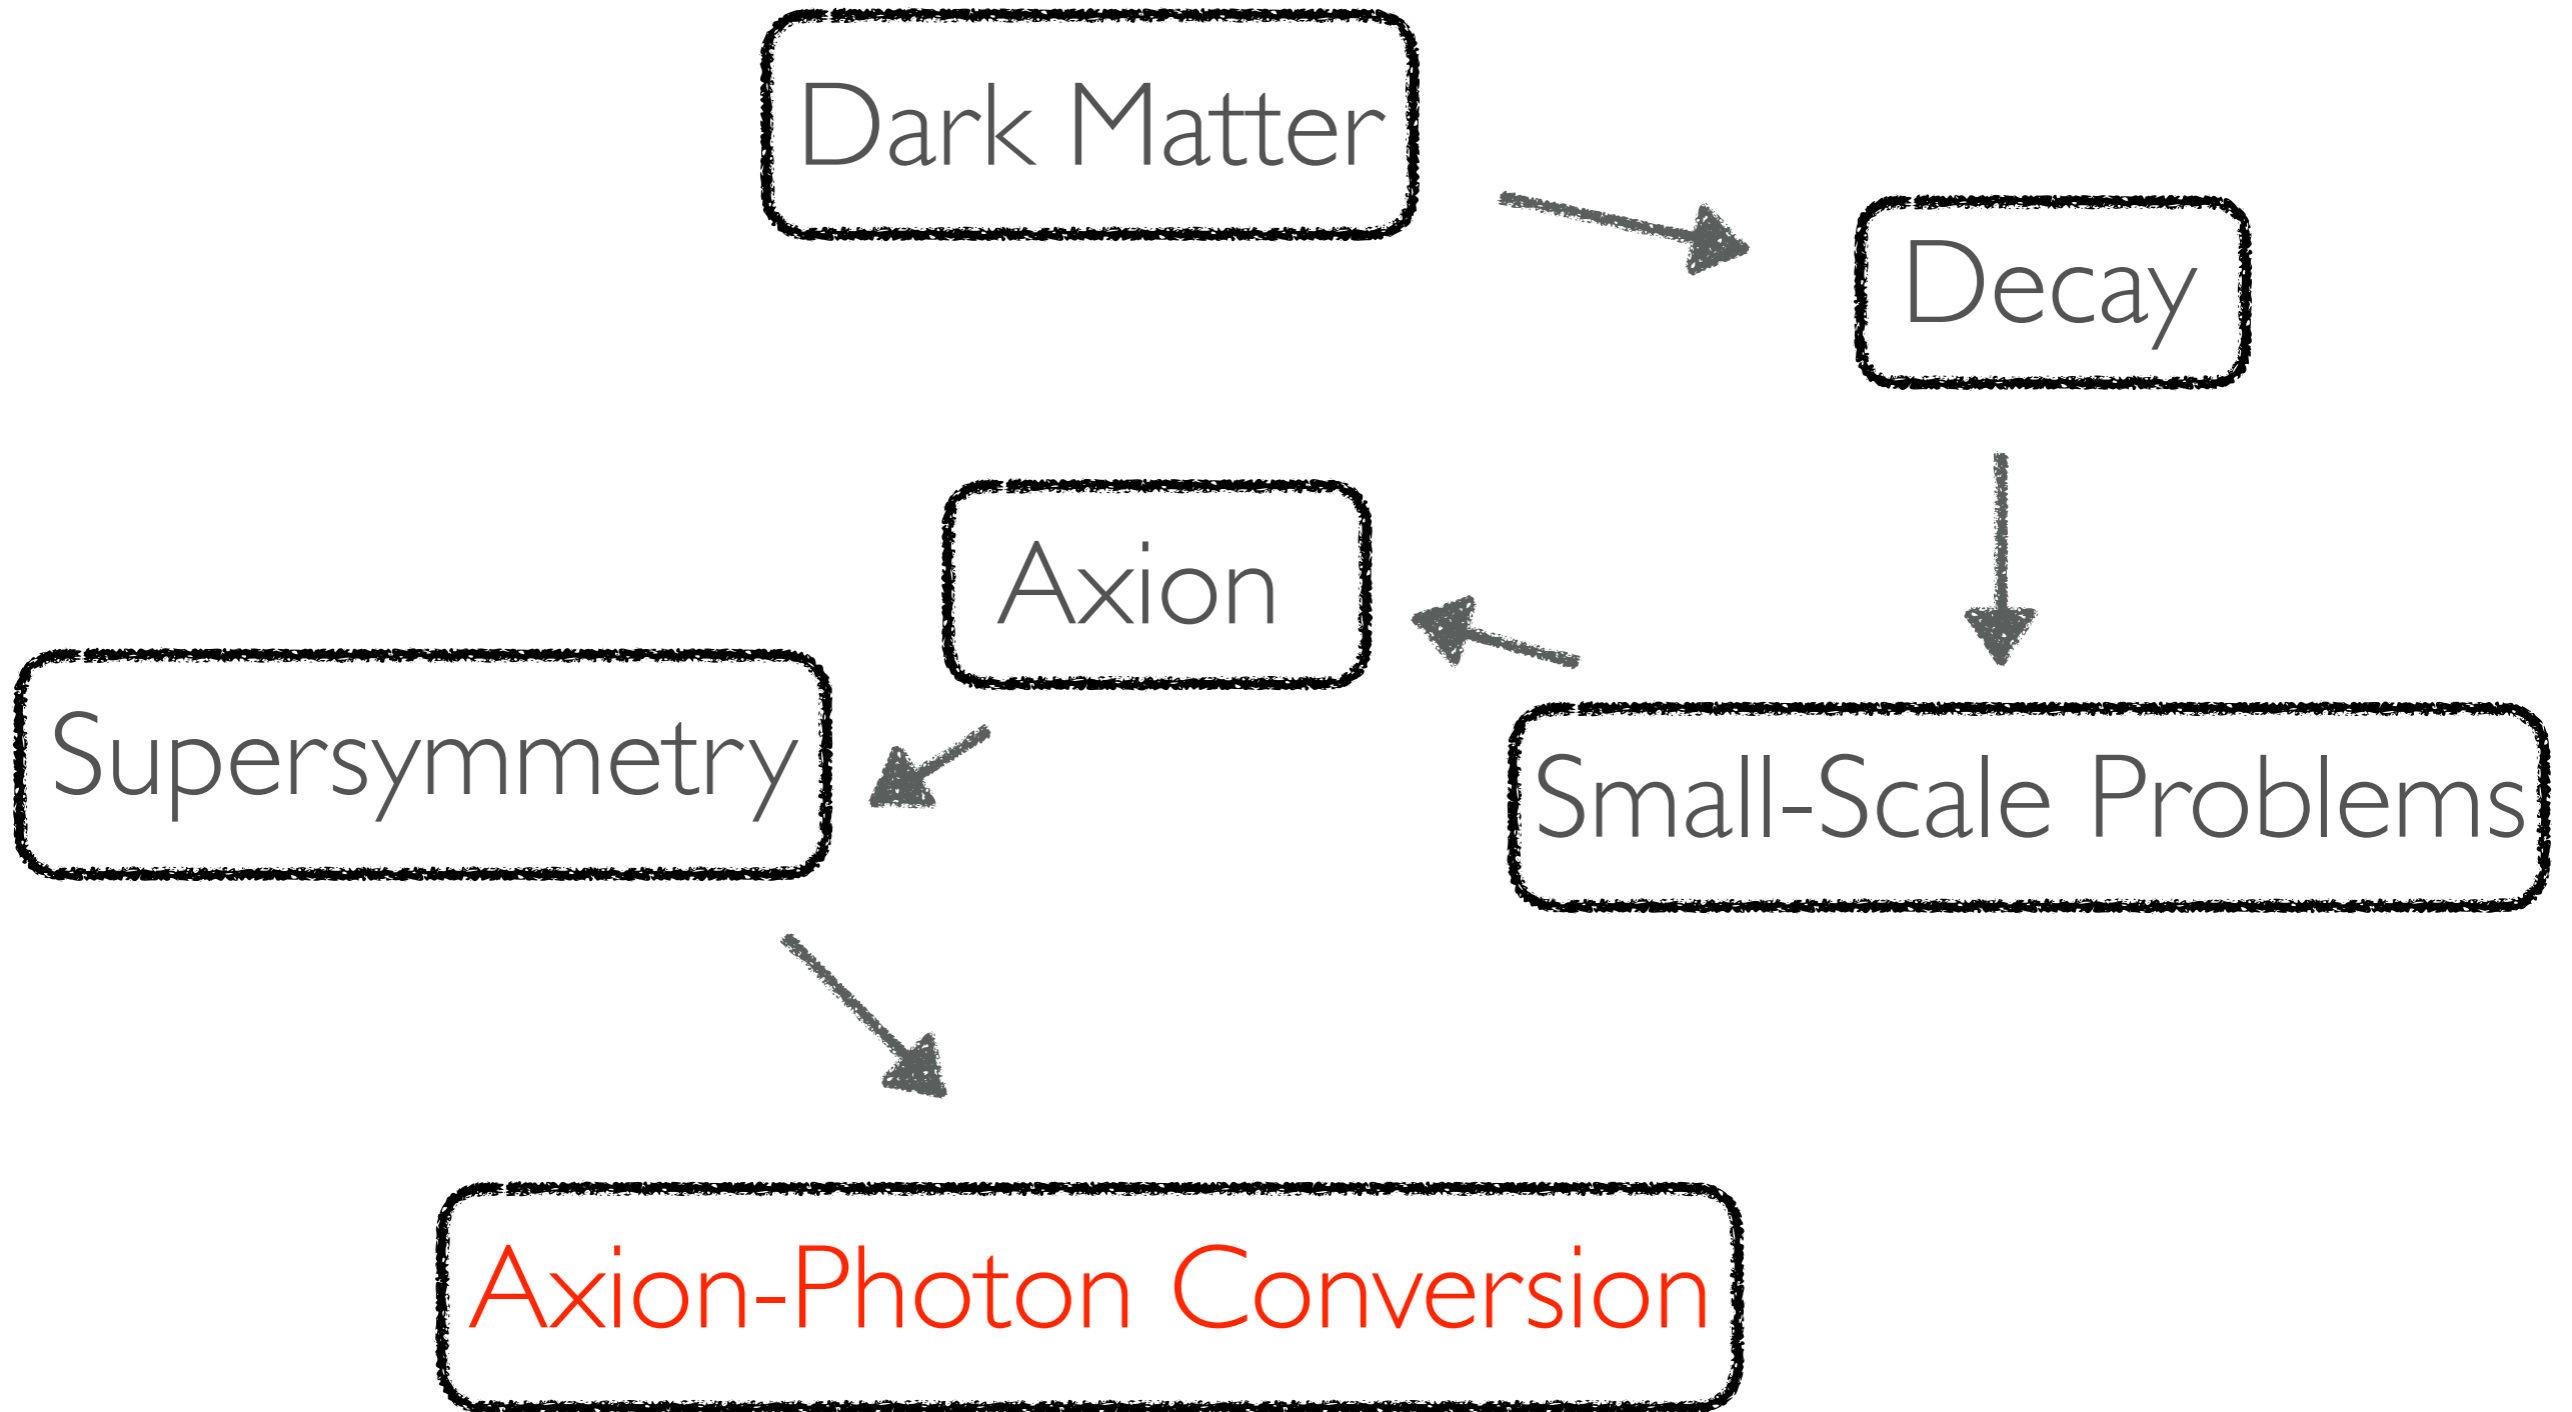 Dark Matter
Decay
Axion
Supersymmetry
Small-Scale Problems
Axion-Photon Conversion